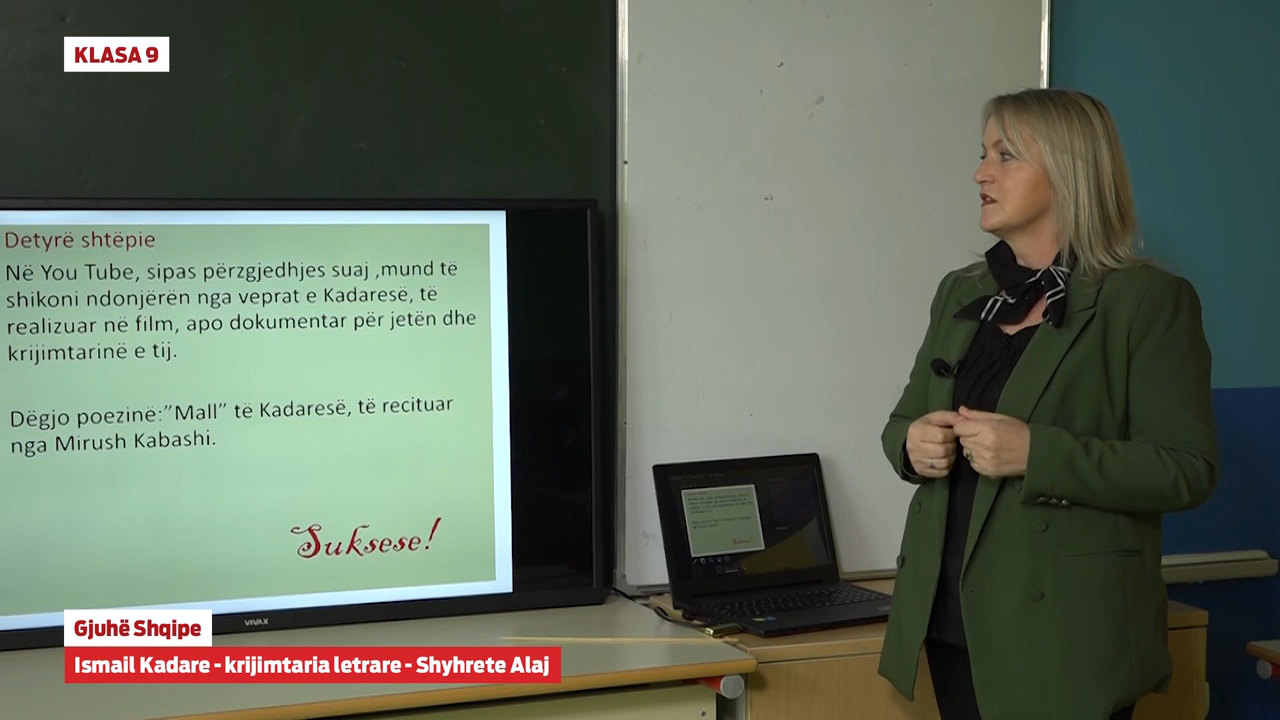 KLASA 9
Detyrë shtëpie
Në You Tube, sipas përzgjedhjes suaj ,mund të
shikoni ndonjërën nga veprat e Kadaresë, të
realizuar në film, apo dokumentar për jetën dhe
krijimtarinë e tij.
Dëgjo poezinë:”Mall” të Kadaresë, të recituar
nga Mirush Kabashi.
Suksese!
VIVAX
Gjuhë Shqipe
Ismail Kadare - krijimtaria letrare - Shyhrete Alaj